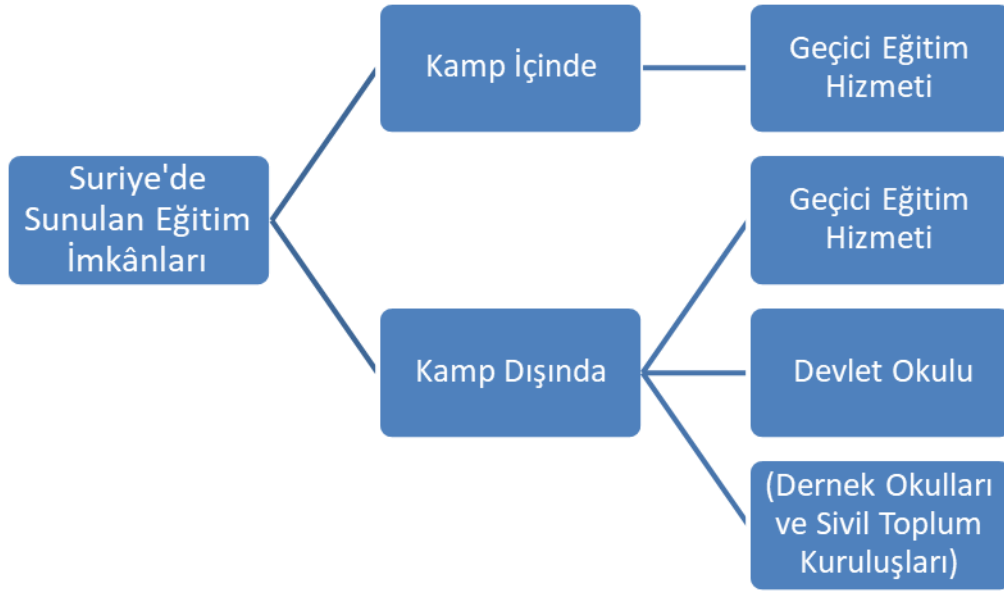 Suriye'de
Sunulan Eğitim
İmkânları
Kamp İçinde
Geçici Eğitim
Hizmeti
Kamp Dışında
Geçici Eğitim
Hizmeti
Devlet Okulu
(Dernek Okulları
ve Sivil Toplum
Kuruluşları)